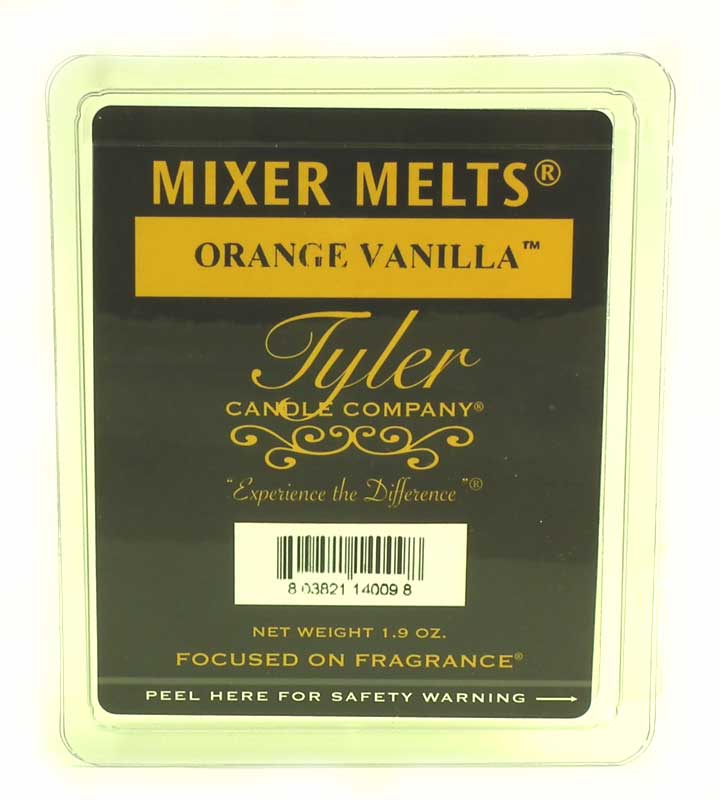 MIXER MELTS®
ORANGE VANILLA™
Tyler
CANDLE COMPANY®
"Experience the Difference"®
8 03821 14009 8
NET WEIGHT 1.9 OZ.
FOCUSED ON FRAGRANCE®
PEEL HERE FOR SAFETY WARNING